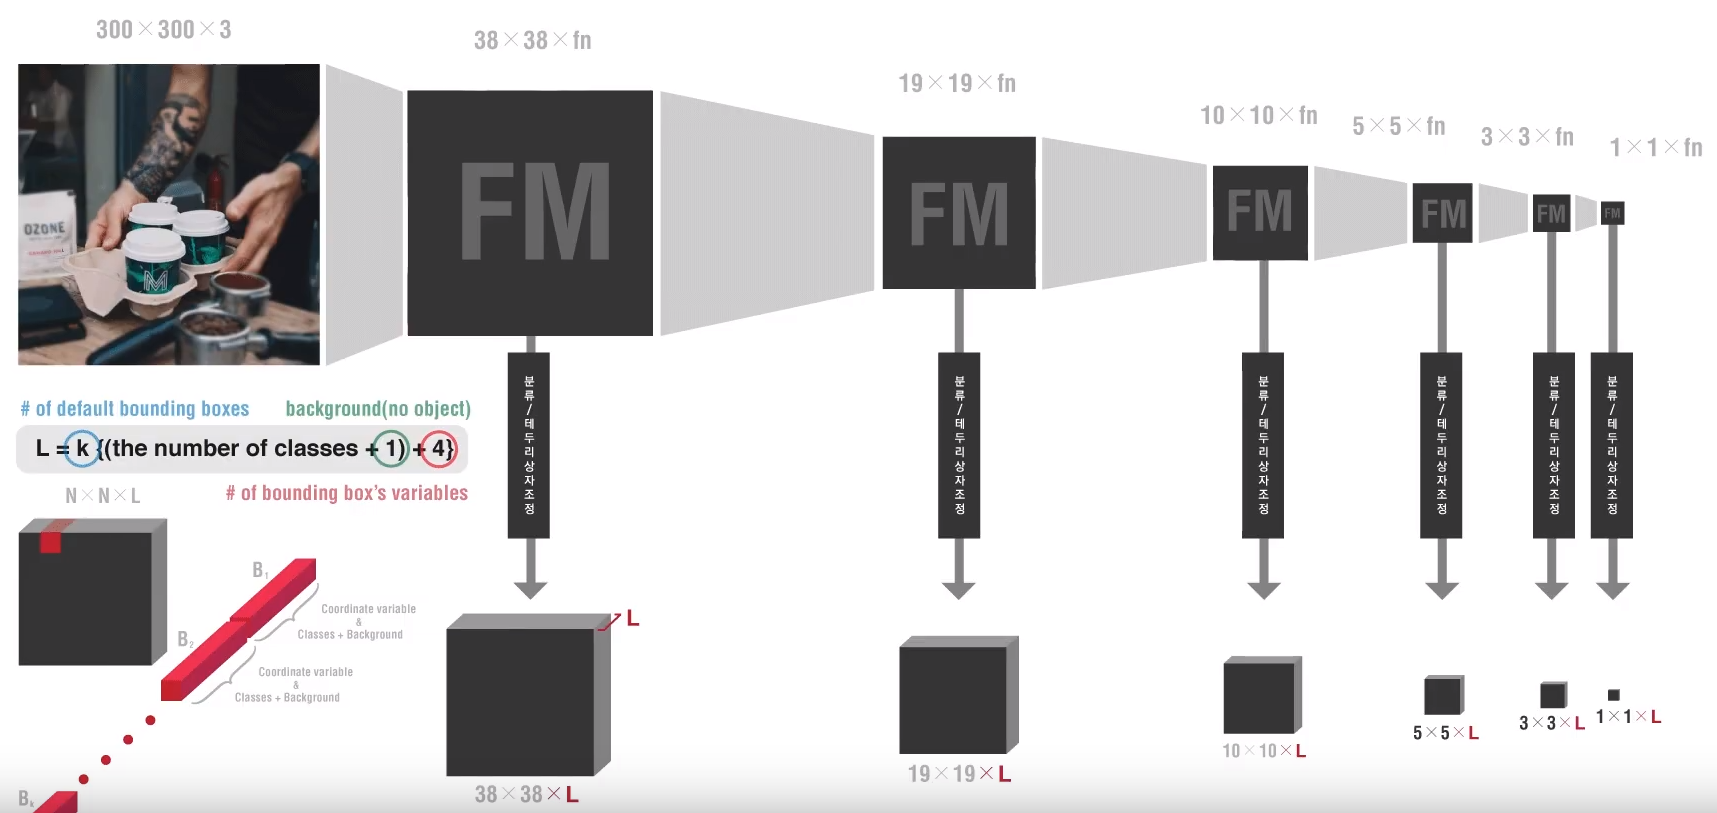 300×300×3
38×38×fn
19×19×fn
10×10×fn
5×5×fn
3×3×fn
1×1×fn
OZONE
M
FM
FM
FM
FM
FM
FM
# of default bounding boxes
background(no object)
L = k {(the number of classes + 1) + 4}
# of bounding box's variables
N×N×L
B₁
Coordinate variable
&
Classes + Background
B₂
Coordinate variable
&
Classes + Background
Bₖ
분류/테두리상자조정
분류/테두리상자조정
분류/테두리상자조정
분류/테두리상자조정
분류/테두리상자조정
분류/테두리상자조정
L
38×38×L
19×19×L
10×10×L
5×5×L
3×3×L
1×1×L